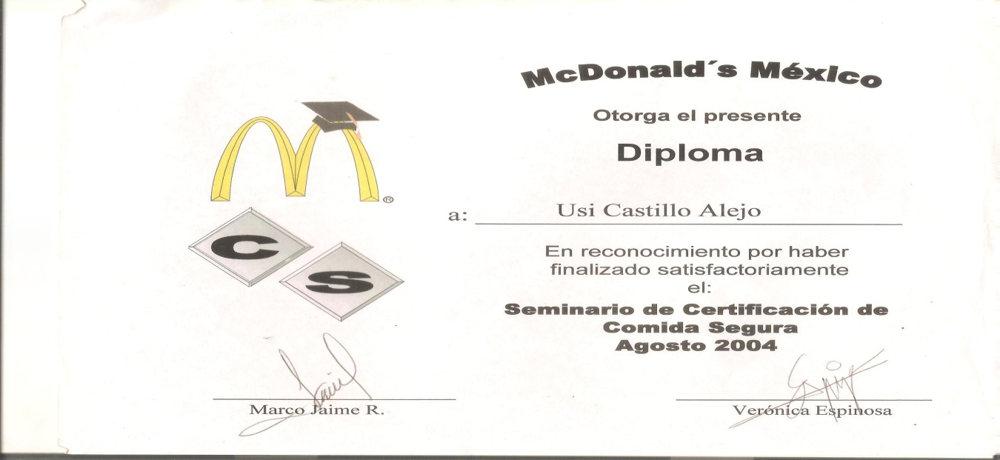 McDonald´s México
Otorga el presente
Diploma
a: Usi Castillo Alejo
En reconocimiento por haber
finalizado satisfactoriamente
el:
Seminario de Certificación de
Comida Segura
Agosto 2004
®
C
S
Marco Jaime R.
Verónica Espinosa